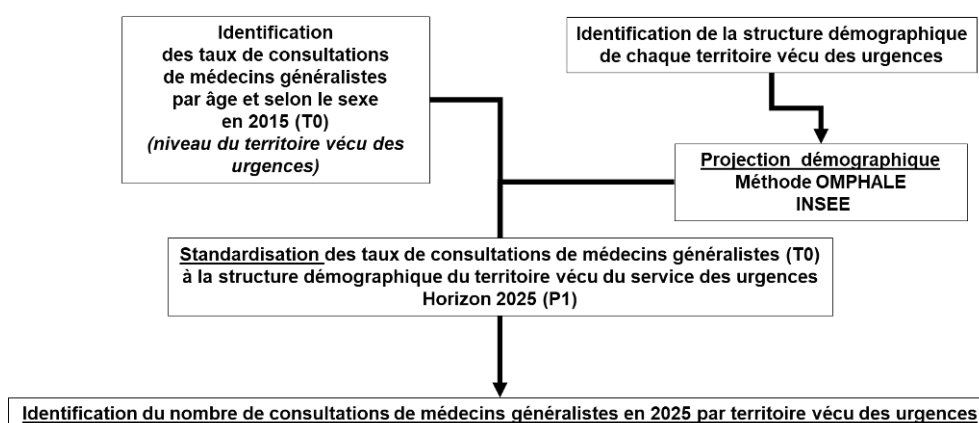 Identification
des taux de consultations
de médecins généralistes
par âge et selon le sexe
en 2015 (T0)
(niveau du territoire vécu des
urgences)
Identification de la structure démographique
de chaque territoire vécu des urgences
Projection démographique
Méthode OMPHALE
INSEE
Standardisation des taux de consultations de médecins généralistes (T0)
à la structure démographique du territoire vécu du service des urgences
Horizon 2025 (P1)
Identification du nombre de consultations de médecins généralistes en 2025 par territoire vécu des urgences